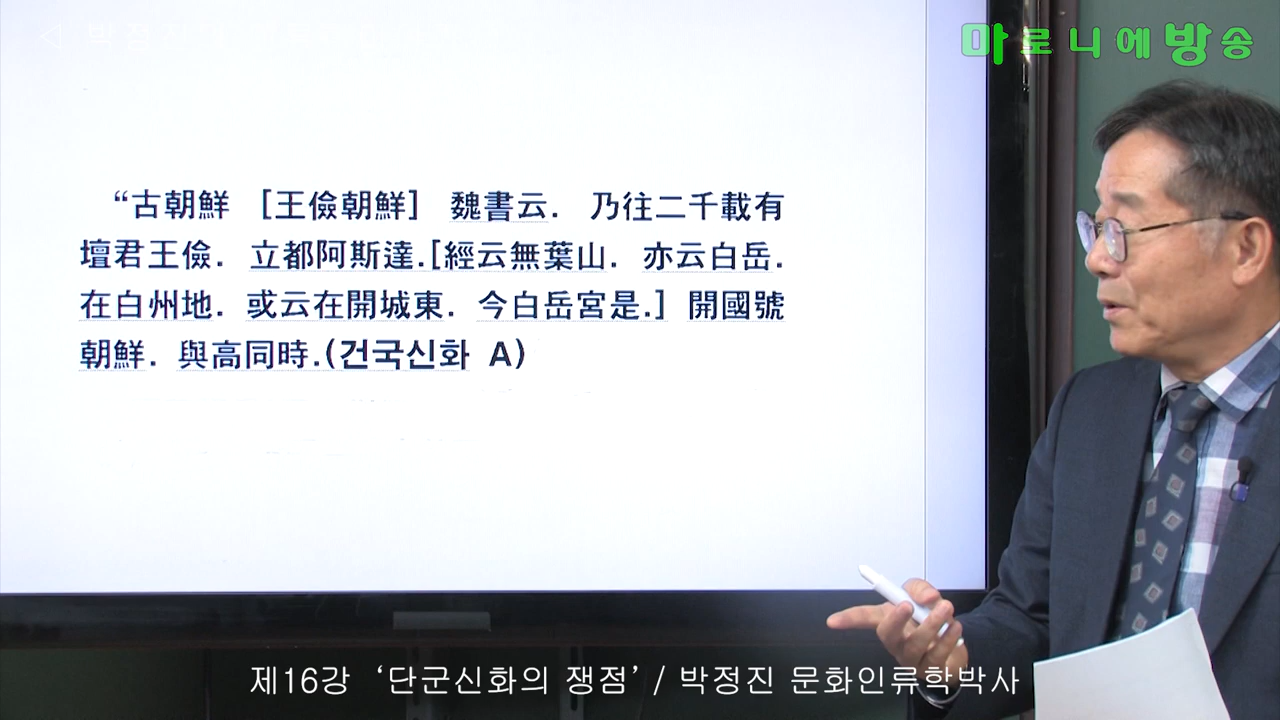 마로니에방송
“古朝鮮 [王儉朝鮮] 魏書云. 乃往二千載有
壇君王儉. 立都阿斯達.[經云無葉山. 亦云白岳.
在白州地. 或云在開城東. 今白岳宮是.] 開國號
朝鮮. 與高同時.(건국신화 A)
제16강 ‘단군신화의 쟁점’ / 박정진 문화인류학박사